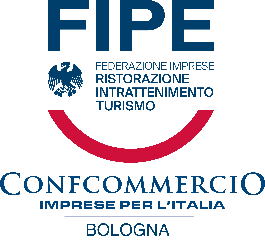 FIPE
FEDERAZIONE IMPRESE
RISTORAZIONE
INTRATTENIMENTO
TURISMO
CONFCOMMERCIO
IMPRESE PER L'ITALIA
BOLOGNA